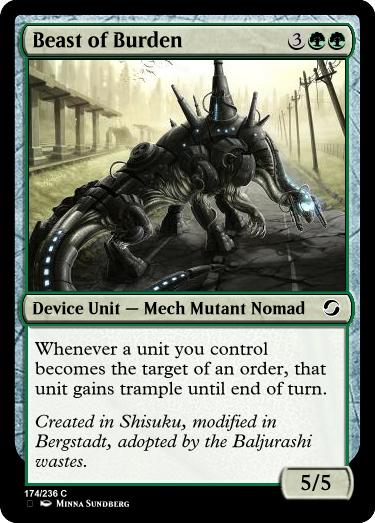 Beast of Burden 3
Device Unit — Mech Mutant Nomad
Whenever a unit you control
becomes the target of an order, that
unit gains trample until end of turn.
Created in Shisuku, modified in
Bergstadt, adopted by the Baljurashi
wastes.
5/5
174/236 C
Minna Sundberg